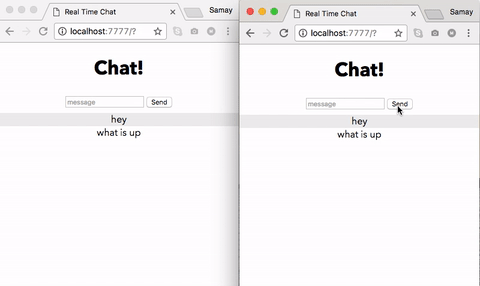 Real Time Chat
Samay
localhost:7777/?
Chat!
message
Send
hey
what is up
Real Time Chat
Samay
localhost:7777/?
Chat!
message
Send
hey
what is up